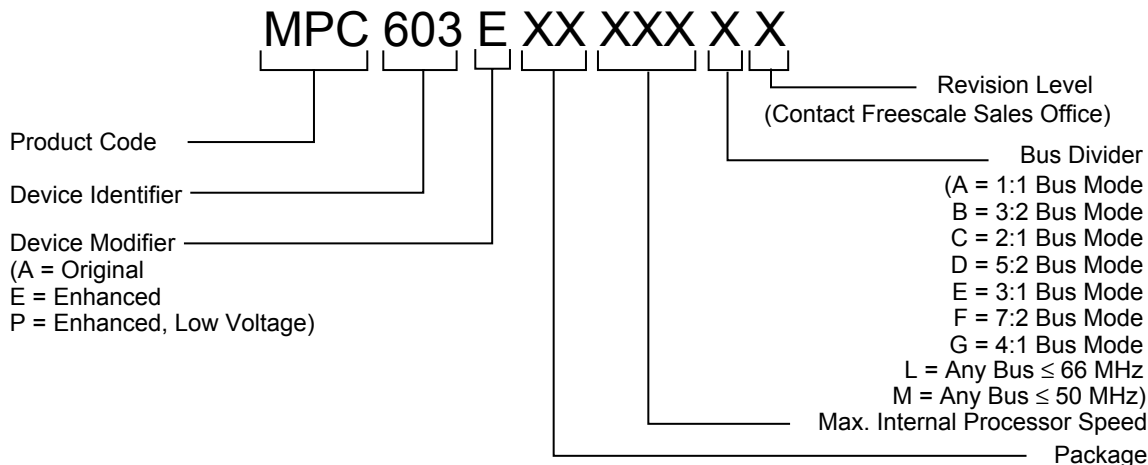 MPC 603 E XX XXX X X
Revision Level
(Contact Freescale Sales Office)
Product Code
Bus Divider
(A = 1:1 Bus Mode
B = 3:2 Bus Mode
C = 2:1 Bus Mode
D = 5:2 Bus Mode
E = 3:1 Bus Mode
F = 7:2 Bus Mode
G = 4:1 Bus Mode
L = Any Bus ≤ 66 MHz
M = Any Bus ≤ 50 MHz)
Device Identifier
Device Modifier
(A = Original
E = Enhanced
P = Enhanced, Low Voltage)
Max. Internal Processor Speed
Package